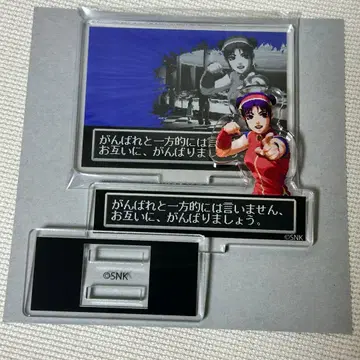 がんばれと一方的には言いません、
お互いに、がんばりまし
がんばれと一方的には言いません、
お互いに、がんばりましょう。
©SNK
©SNK